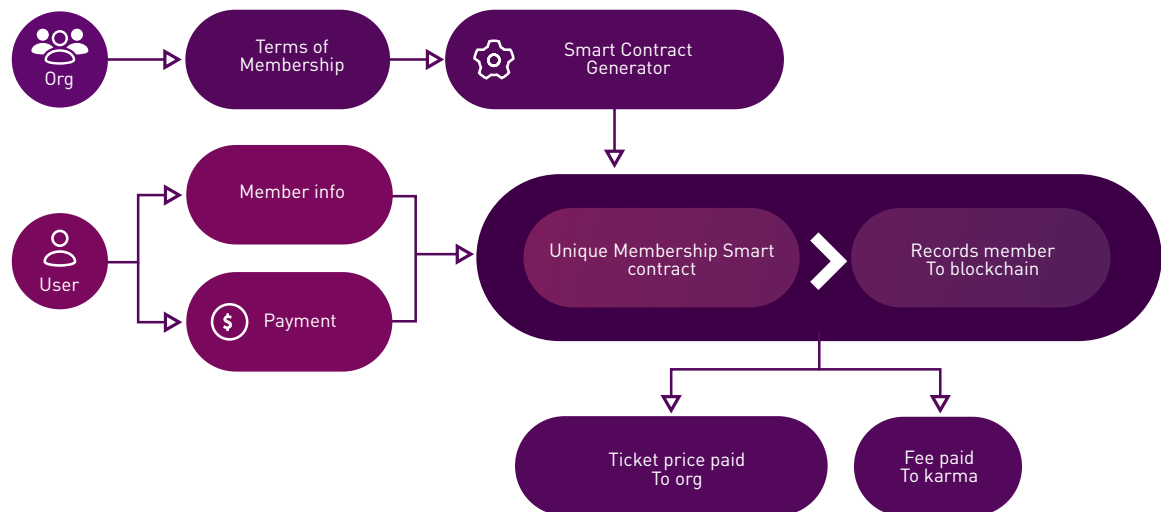 Org
Terms of
Membership
Smart Contract
Generator
Member info
User
$
Payment
Unique Membership Smart
contract
Records member
To blockchain
Ticket price paid
To org
Fee paid
To karma